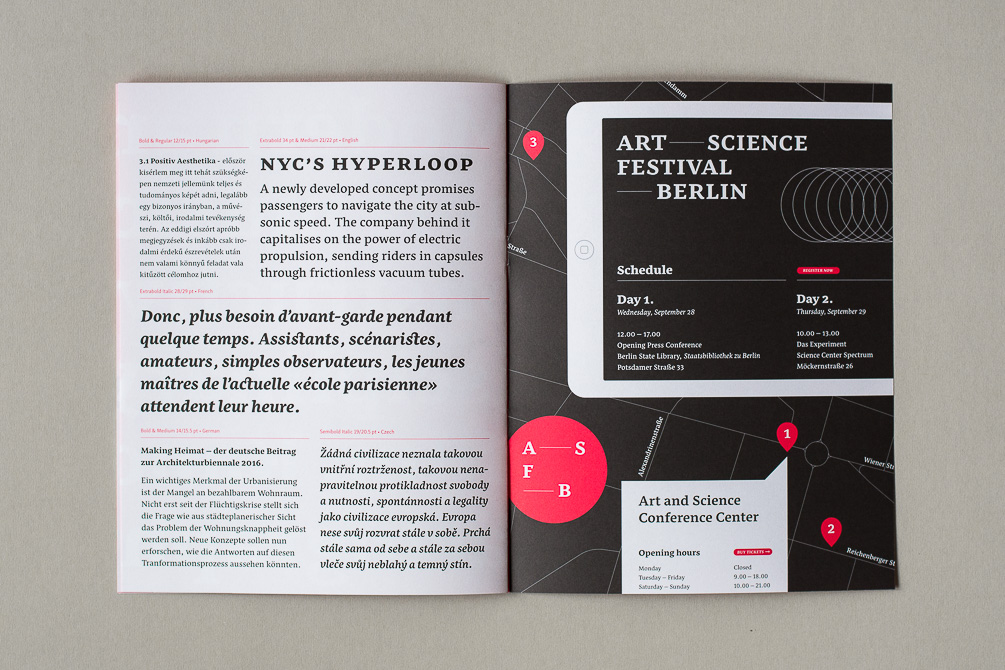 Bold & Regular 12/15 pt • Hungarian
3.1 Positiv Aesthetika - először
kísérlem meg itt tehát szükségké-
pen nemzeti jellemünk teljes és
tudományos képét adni, legalább
egy bizonyos irányban, a művé-
szi, költői, irodalmi tevékenység
terén. Az eddigi elszórt apróbb
megjegyzések és inkább csak iro-
dalmi érdekű észrevételek után
nem valami könnyű feladat vala
kitűzött célomhoz jutni.
Extrabold 34 pt & Medium 21/22 pt • English
NYC’S HYPERLOOP
A newly developed concept promises
passengers to navigate the city at sub-
sonic speed. The company behind it
capitalises on the power of electric
propulsion, sending riders in capsules
through frictionless vacuum tubes.
Extrabold Italic 28/29 pt • French
Donc, plus besoin d’avant-garde pendant
quelque temps. Assistants, scénaristes,
amateurs, simples observateurs, les jeunes
maîtres de l’actuelle «école parisienne»
attendent leur heure.
Bold & Medium 14/15.5 pt • German
Making Heimat – der deutsche Beitrag
zur Architekturbiennale 2016.
Ein wichtiges Merkmal der Urbanisierung
ist der Mangel an bezahlbarem Wohnraum.
Nicht erst seit der Flüchtigskrise stellt sich
die Frage wie aus städteplanerischer Sicht
das Problem der Wohnungsknappheit gelöst
werden soll. Neue Konzepte sollen nun
erforschen, wie die Antworten auf diesen
Tranformationsprozess aussehen könnten.
Semibold Italic 19/20.5 pt • Czech
Žádná civilizace neznala takovou
vnitřní roztrženost, takovou nena-
pravitelnou protikladnost svobody
a nutnosti, spontánnosti a legality
jako civilizace evropská. Evropa
nese svůj rozvrat stále v sobě. Prchá
stále sama od sebe a stále za sebou
vleče svůj neblahý a temný stín.
ndamm
3
Straße
ART — SCIENCE
FESTIVAL
— BERLIN
Schedule
REGISTER NOW
Day 1.
Wednesday, September 28
12.00 – 17.00
Opening Press Conference
Berlin State Library, Staatsbibliothek zu Berlin
Potsdamer Straße 33
Day 2.
Thursday, September 29
10.00 – 13.00
Das Experiment
Science Center Spectrum
Möckernstraße 26
A — S
F
— B
Alexandrinenstraße
1
Wiener St
2
Reichenberger St
Art and Science
Conference Center
Opening hours
BUY TICKETS →
Monday Closed
Tuesday – Friday 9.00 – 18.00
Saturday – Sunday 10.00 – 21.00